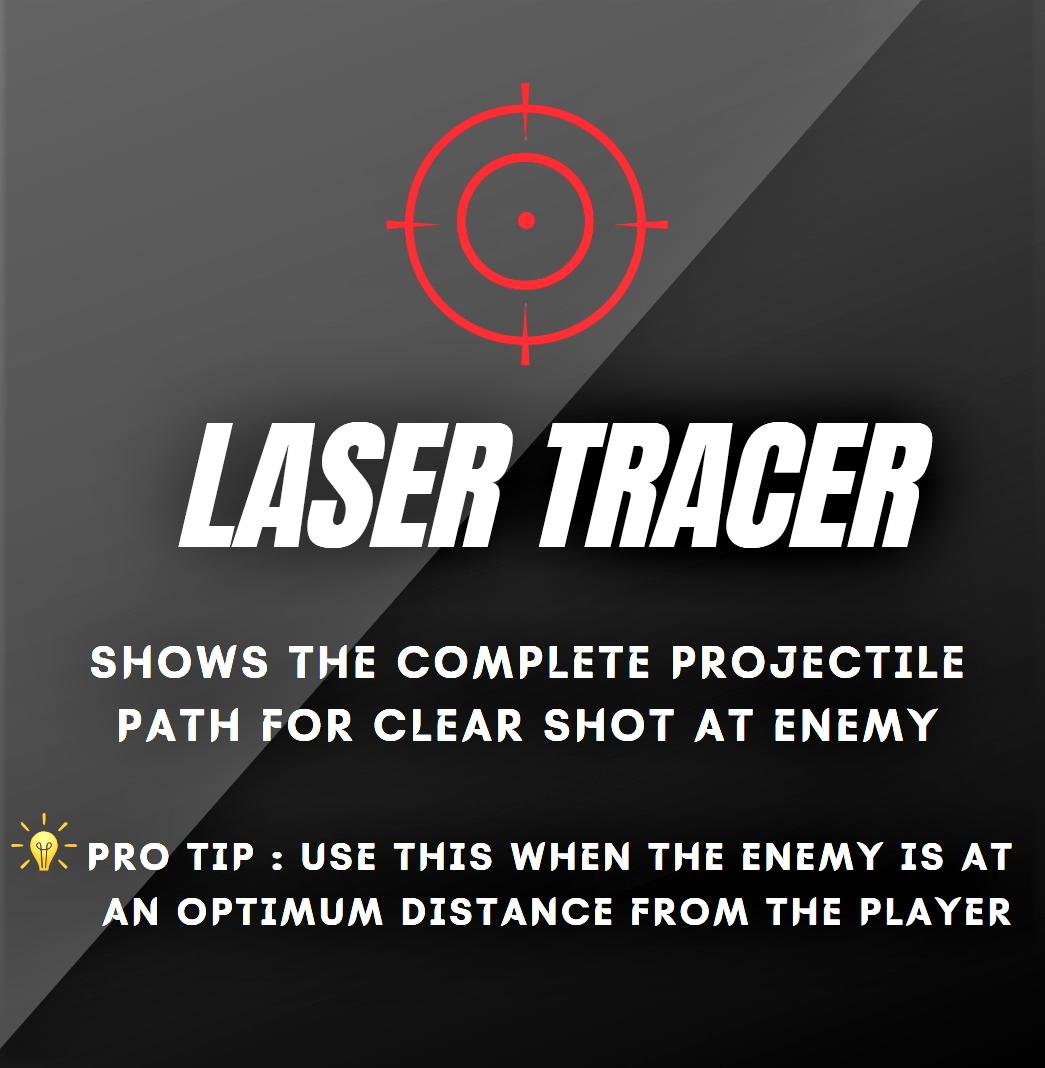 LASER TRACER
SHOWS THE COMPLETE PROJECTILE
PATH FOR CLEAR SHOT AT ENEMY
PRO TIP : USE THIS WHEN THE ENEMY IS AT
AN OPTIMUM DISTANCE FROM THE PLAYER